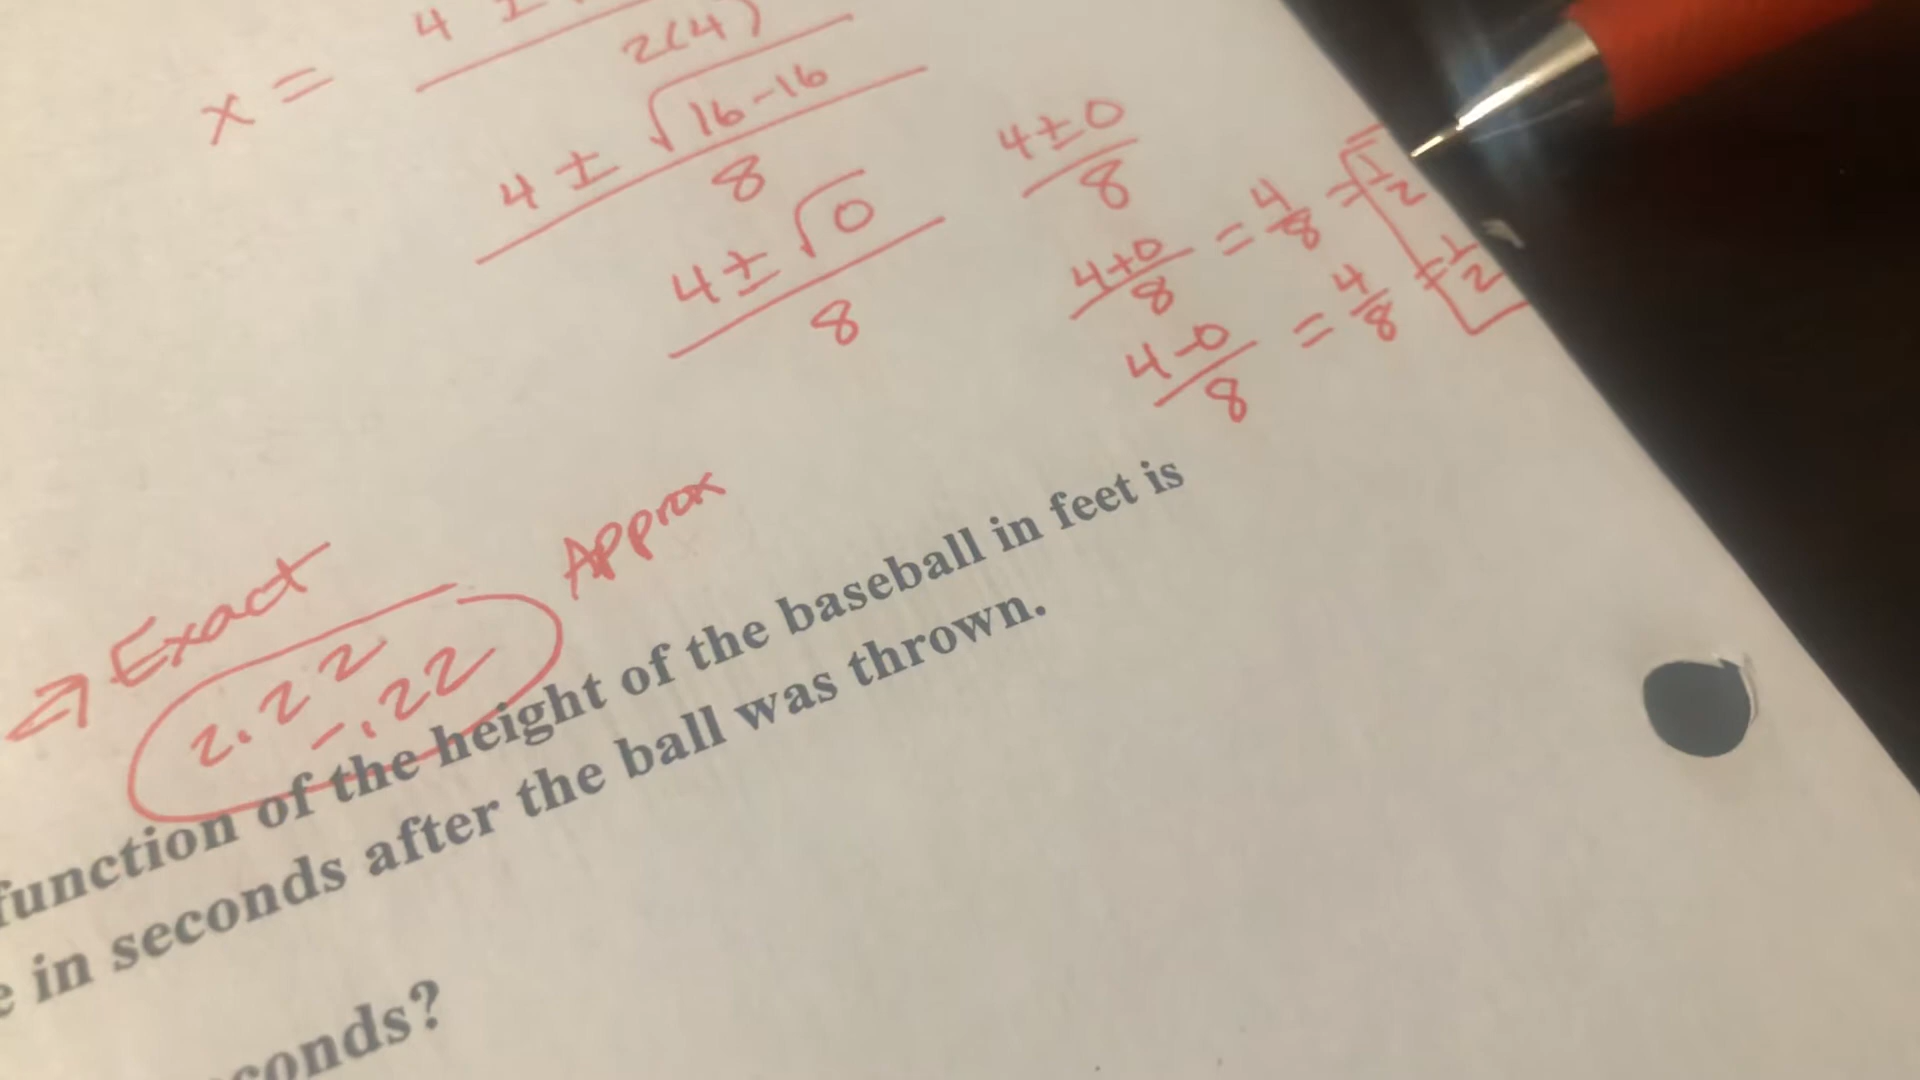 x = 4 ±
2(4)
4 ± √16-16
8
4 ± √0
8
4±0
8
4+0 = 4 = 1
8 8 2
4-0 = 4 = 1
8 8 2
→ Exact
Approx
2.22
-.22
function of the height of the baseball in feet is
in seconds after the ball was thrown.
conds?